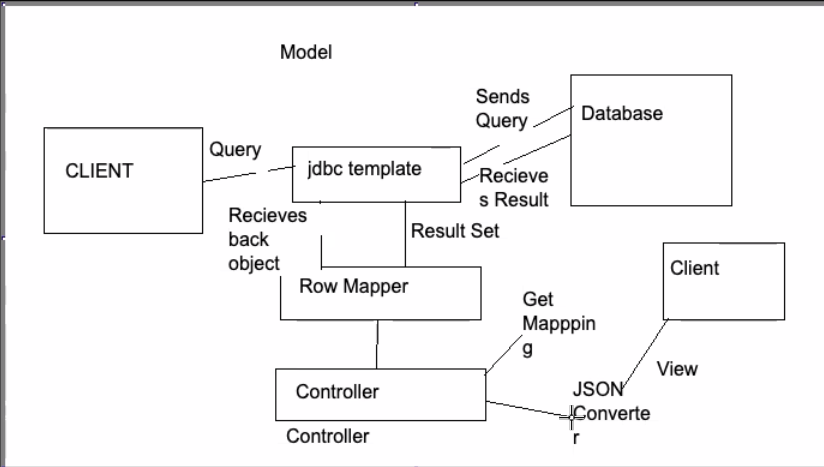 Model
Sends
Query
Database
Query
CLIENT
jdbc template
Recieve
s Result
Recieves
back
object
Result Set
Client
Row Mapper
Get
Mapppin
g
View
Controller
JSON
Converte
r
Controller